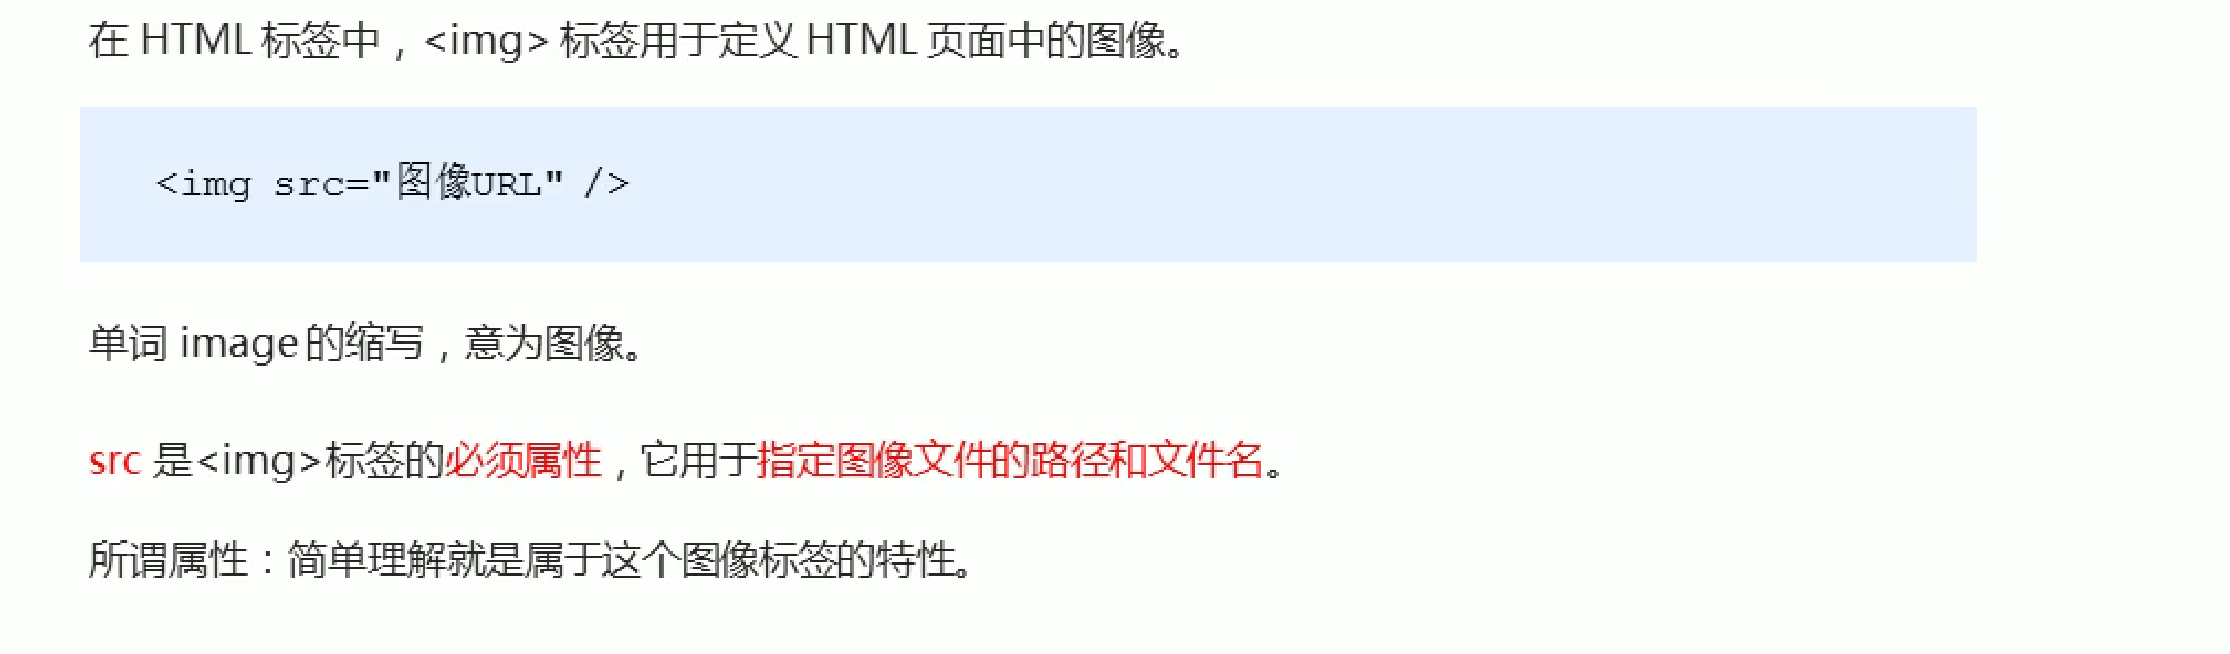 在 HTML 标签中，<img> 标签用于定义 HTML 页面中的图像。
<img src="图像URL" />
单词 image 的缩写，意为图像。
src 是<img>标签的必须属性，它用于指定图像文件的路径和文件名。
所谓属性：简单理解就是属于这个图像标签的特性。